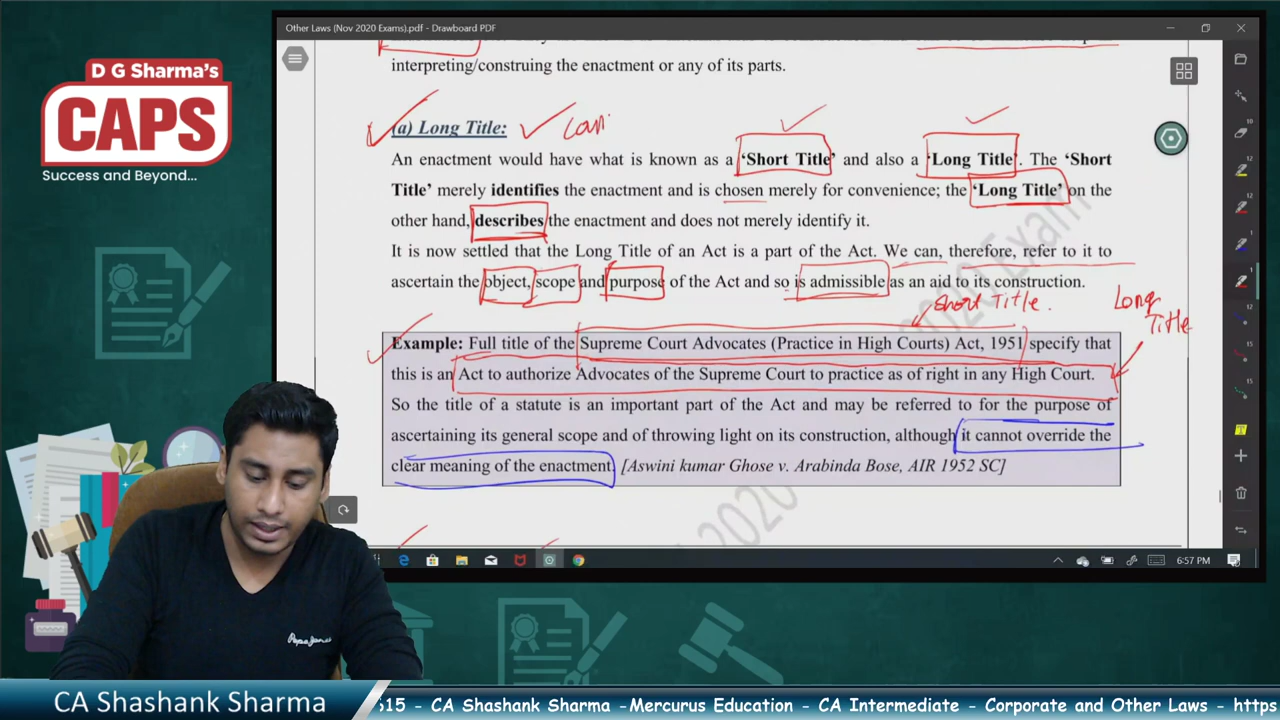 Other Laws (Nov 2020 Exams).pdf - Drawboard PDF
D G Sharma's
CAPS
Success and Beyond...
interpreting/construing the enactment or any of its parts.
(a) Long Title:
An enactment would have what is known as a 'Short Title' and also a 'Long Title'. The 'Short
Title' merely identifies the enactment and is chosen merely for convenience; the 'Long Title' on the
other hand, describes the enactment and does not merely identify it.
It is now settled that the Long Title of an Act is a part of the Act. We can, therefore, refer to it to
ascertain the object, scope and purpose of the Act and so is admissible as an aid to its construction.
Short Title.
Long
Title
Example: Full title of the Supreme Court Advocates (Practice in High Courts) Act, 1951 specify that
this is an Act to authorize Advocates of the Supreme Court to practice as of right in any High Court.
So the title of a statute is an important part of the Act and may be referred to for the purpose of
ascertaining its general scope and of throwing light on its construction, although it cannot override the
clear meaning of the enactment. [Aswini kumar Ghose v. Arabinda Bose, AIR 1952 SC]
6:57 PM
Pepe Jeans
CA Shashank Sharma
515 - CA Shashank Sharma -Mercurus Education - CA Intermediate - Corporate and Other Laws - https